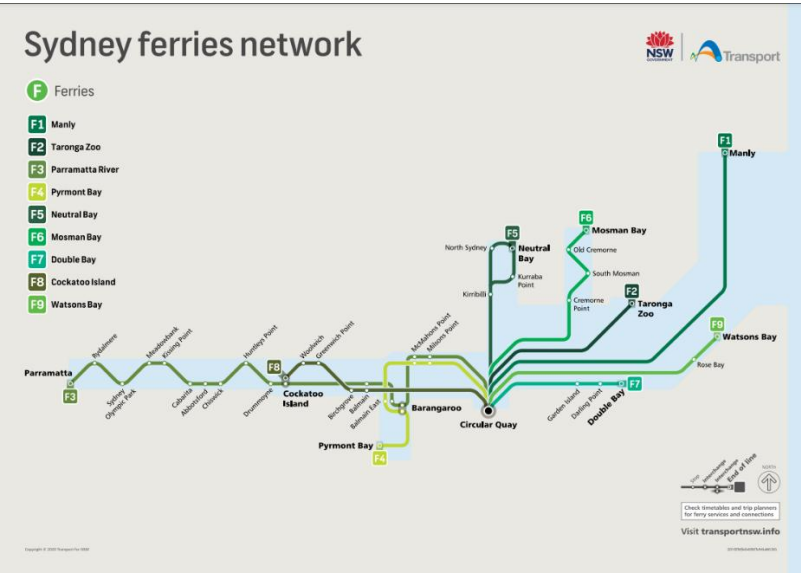 Sydney ferries network
NSW
GOVERNMENT
Transport
F Ferries
F1 Manly
F2 Taronga Zoo
F3 Parramatta River
F4 Pyrmont Bay
F5 Neutral Bay
F6 Mosman Bay
F7 Double Bay
F8 Cockatoo Island
F9 Watsons Bay
F1
Manly
F6
Mosman Bay
F5
North Sydney
Neutral
Bay
Old Cremorne
Kurraba
Point
South Mosman
Kirribilli
Cremorne
Point
F2
Taronga
Zoo
F9
Watsons Bay
Rose Bay
McMahons Point
Milsons Point
Parramatta
F3
Rydalmere
Sydney
Olympic Park
Meadowbank
Kissing Point
Cabarita
Abbotsford
Chiswick
Huntleys Point
Drummoyne
F8
Cockatoo
Island
Woolwich
Greenwich Point
Birchgrove
Balmain
Balmain East
Barangaroo
Circular Quay
Garden Island
Darling Point
Double Bay
F7
Pyrmont Bay
F4
Stop
Interchange
Interchange
End of line
NORTH
Check timetables and trip planners
for ferry services and connections
Visit transportnsw.info